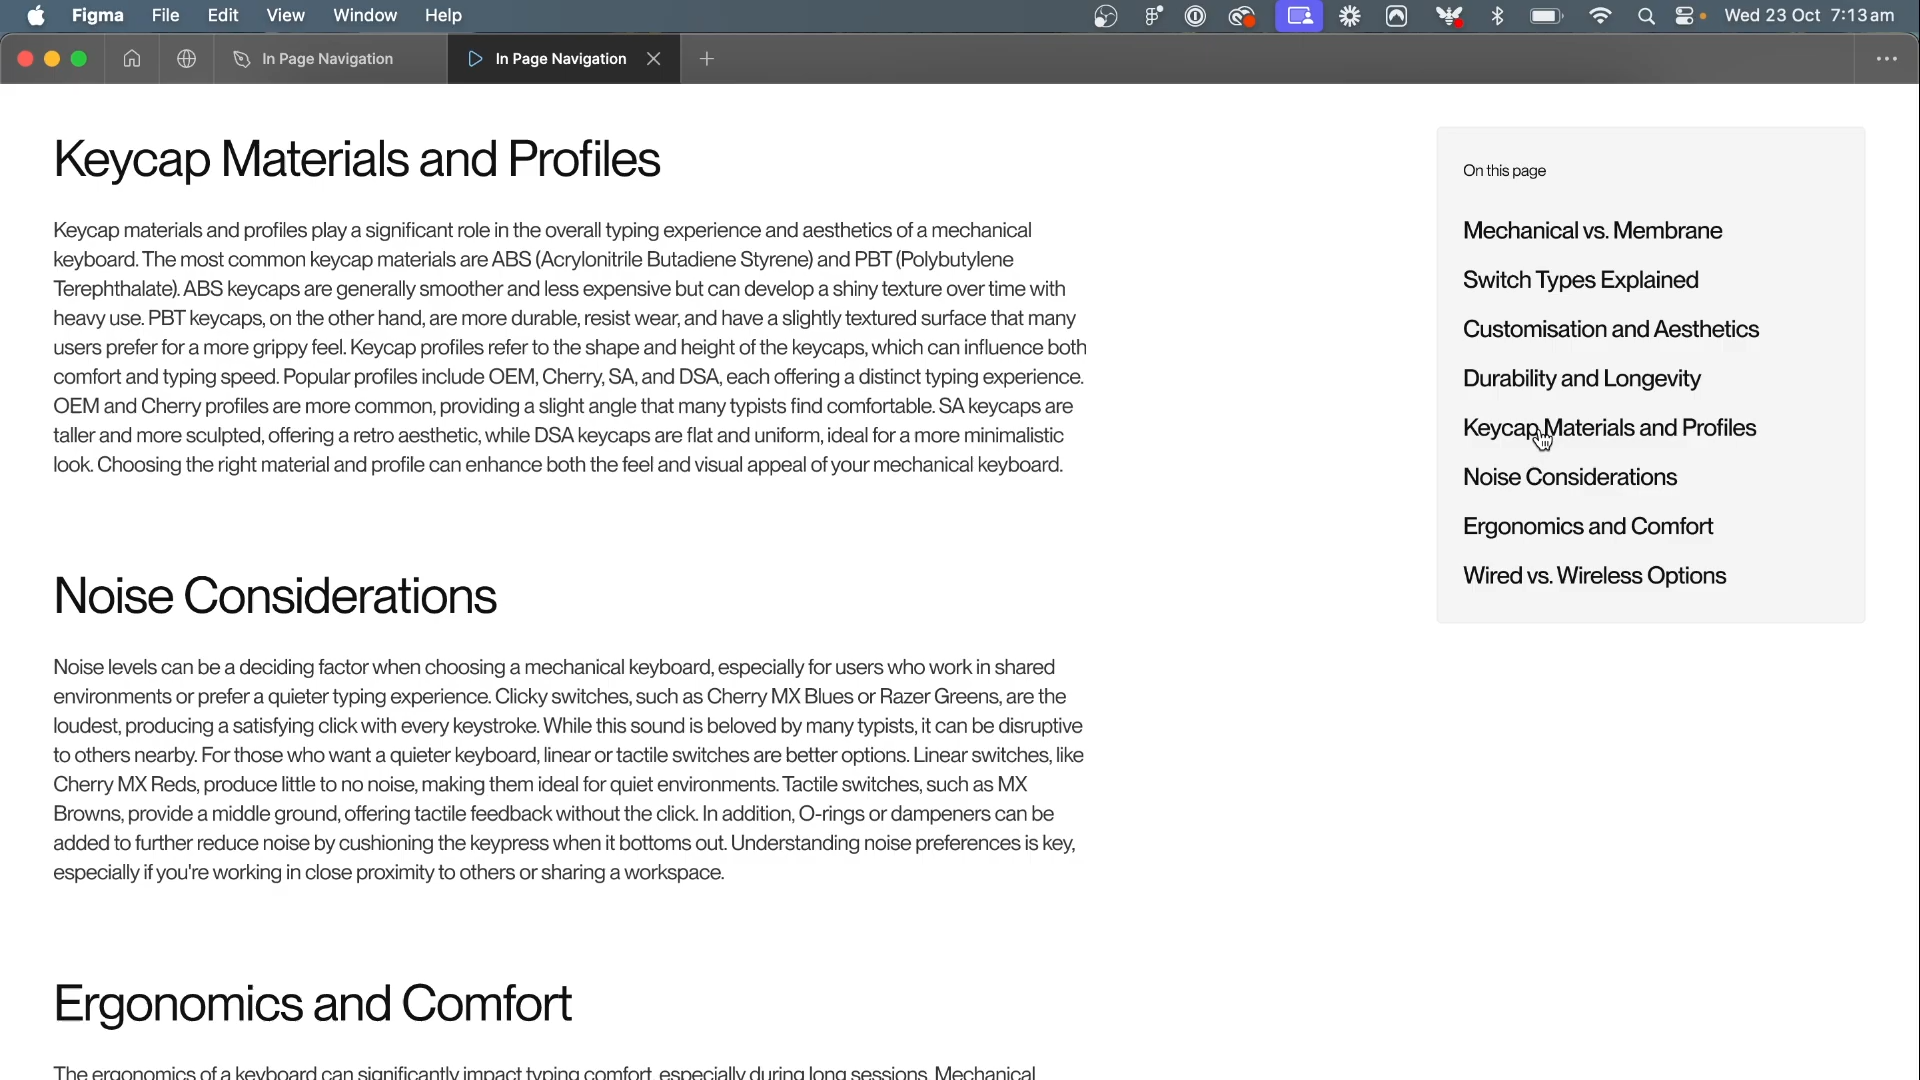 Figma File Edit View Window Help Wed 23 Oct 7:13 am
In Page Navigation In Page Navigation
Keycap Materials and Profiles
Keycap materials and profiles play a significant role in the overall typing experience and aesthetics of a mechanical
keyboard. The most common keycap materials are ABS (Acrylonitrile Butadiene Styrene) and PBT (Polybutylene
Terephthalate). ABS keycaps are generally smoother and less expensive but can develop a shiny texture over time with
heavy use. PBT keycaps, on the other hand, are more durable, resist wear, and have a slightly textured surface that many
users prefer for a more grippy feel. Keycap profiles refer to the shape and height of the keycaps, which can influence both
comfort and typing speed. Popular profiles include OEM, Cherry, SA, and DSA, each offering a distinct typing experience.
OEM and Cherry profiles are more common, providing a slight angle that many typists find comfortable. SA keycaps are
taller and more sculpted, offering a retro aesthetic, while DSA keycaps are flat and uniform, ideal for a more minimalistic
look. Choosing the right material and profile can enhance both the feel and visual appeal of your mechanical keyboard.
Noise Considerations
Noise levels can be a deciding factor when choosing a mechanical keyboard, especially for users who work in shared
environments or prefer a quieter typing experience. Clicky switches, such as Cherry MX Blues or Razer Greens, are the
loudest, producing a satisfying click with every keystroke. While this sound is beloved by many typists, it can be disruptive
to others nearby. For those who want a quieter keyboard, linear or tactile switches are better options. Linear switches, like
Cherry MX Reds, produce little to no noise, making them ideal for quiet environments. Tactile switches, such as MX
Browns, provide a middle ground, offering tactile feedback without the click. In addition, O-rings or dampeners can be
added to further reduce noise by cushioning the keypress when it bottoms out. Understanding noise preferences is key,
especially if you're working in close proximity to others or sharing a workspace.
Ergonomics and Comfort
The ergonomics of a keyboard can significantly impact typing comfort, especially during long sessions. Mechanical
On this page
Mechanical vs. Membrane
Switch Types Explained
Customisation and Aesthetics
Durability and Longevity
Keycap Materials and Profiles
Noise Considerations
Ergonomics and Comfort
Wired vs. Wireless Options